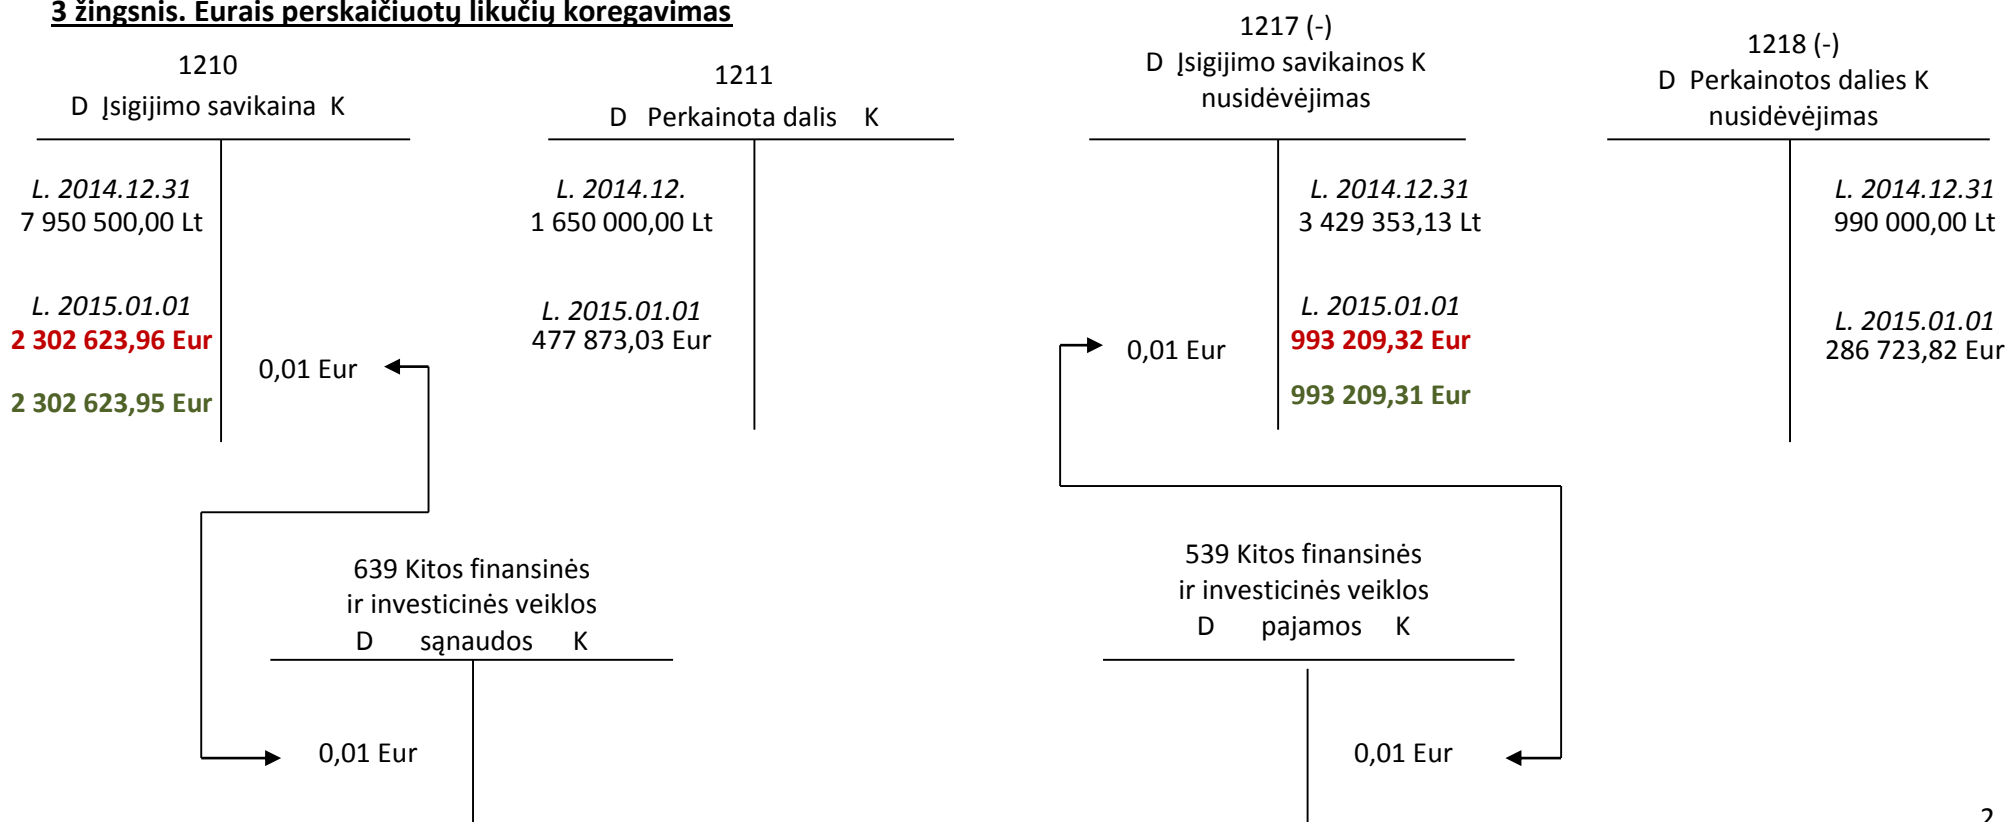 3 žingsnis. Eurais perskaičiuotų likučių koregavimas
1210
D Įsigijimo savikaina K
L. 2014.12.31
7 950 500,00 Lt
L. 2015.01.01
2 302 623,96 Eur
0,01 Eur
2 302 623,95 Eur
1211
D Perkainota dalis K
L. 2014.12.
1 650 000,00 Lt
L. 2015.01.01
477 873,03 Eur
1217 (-)
D Įsigijimo savikainos K
nusidėvėjimas
L. 2014.12.31
3 429 353,13 Lt
L. 2015.01.01
993 209,32 Eur
0,01 Eur
993 209,31 Eur
1218 (-)
D Perkainotos dalies K
nusidėvėjimas
L. 2014.12.31
990 000,00 Lt
L. 2015.01.01
286 723,82 Eur
639 Kitos finansinės
ir investicinės veiklos
D sąnaudos K
0,01 Eur
539 Kitos finansinės
ir investicinės veiklos
D pajamos K
0,01 Eur
2